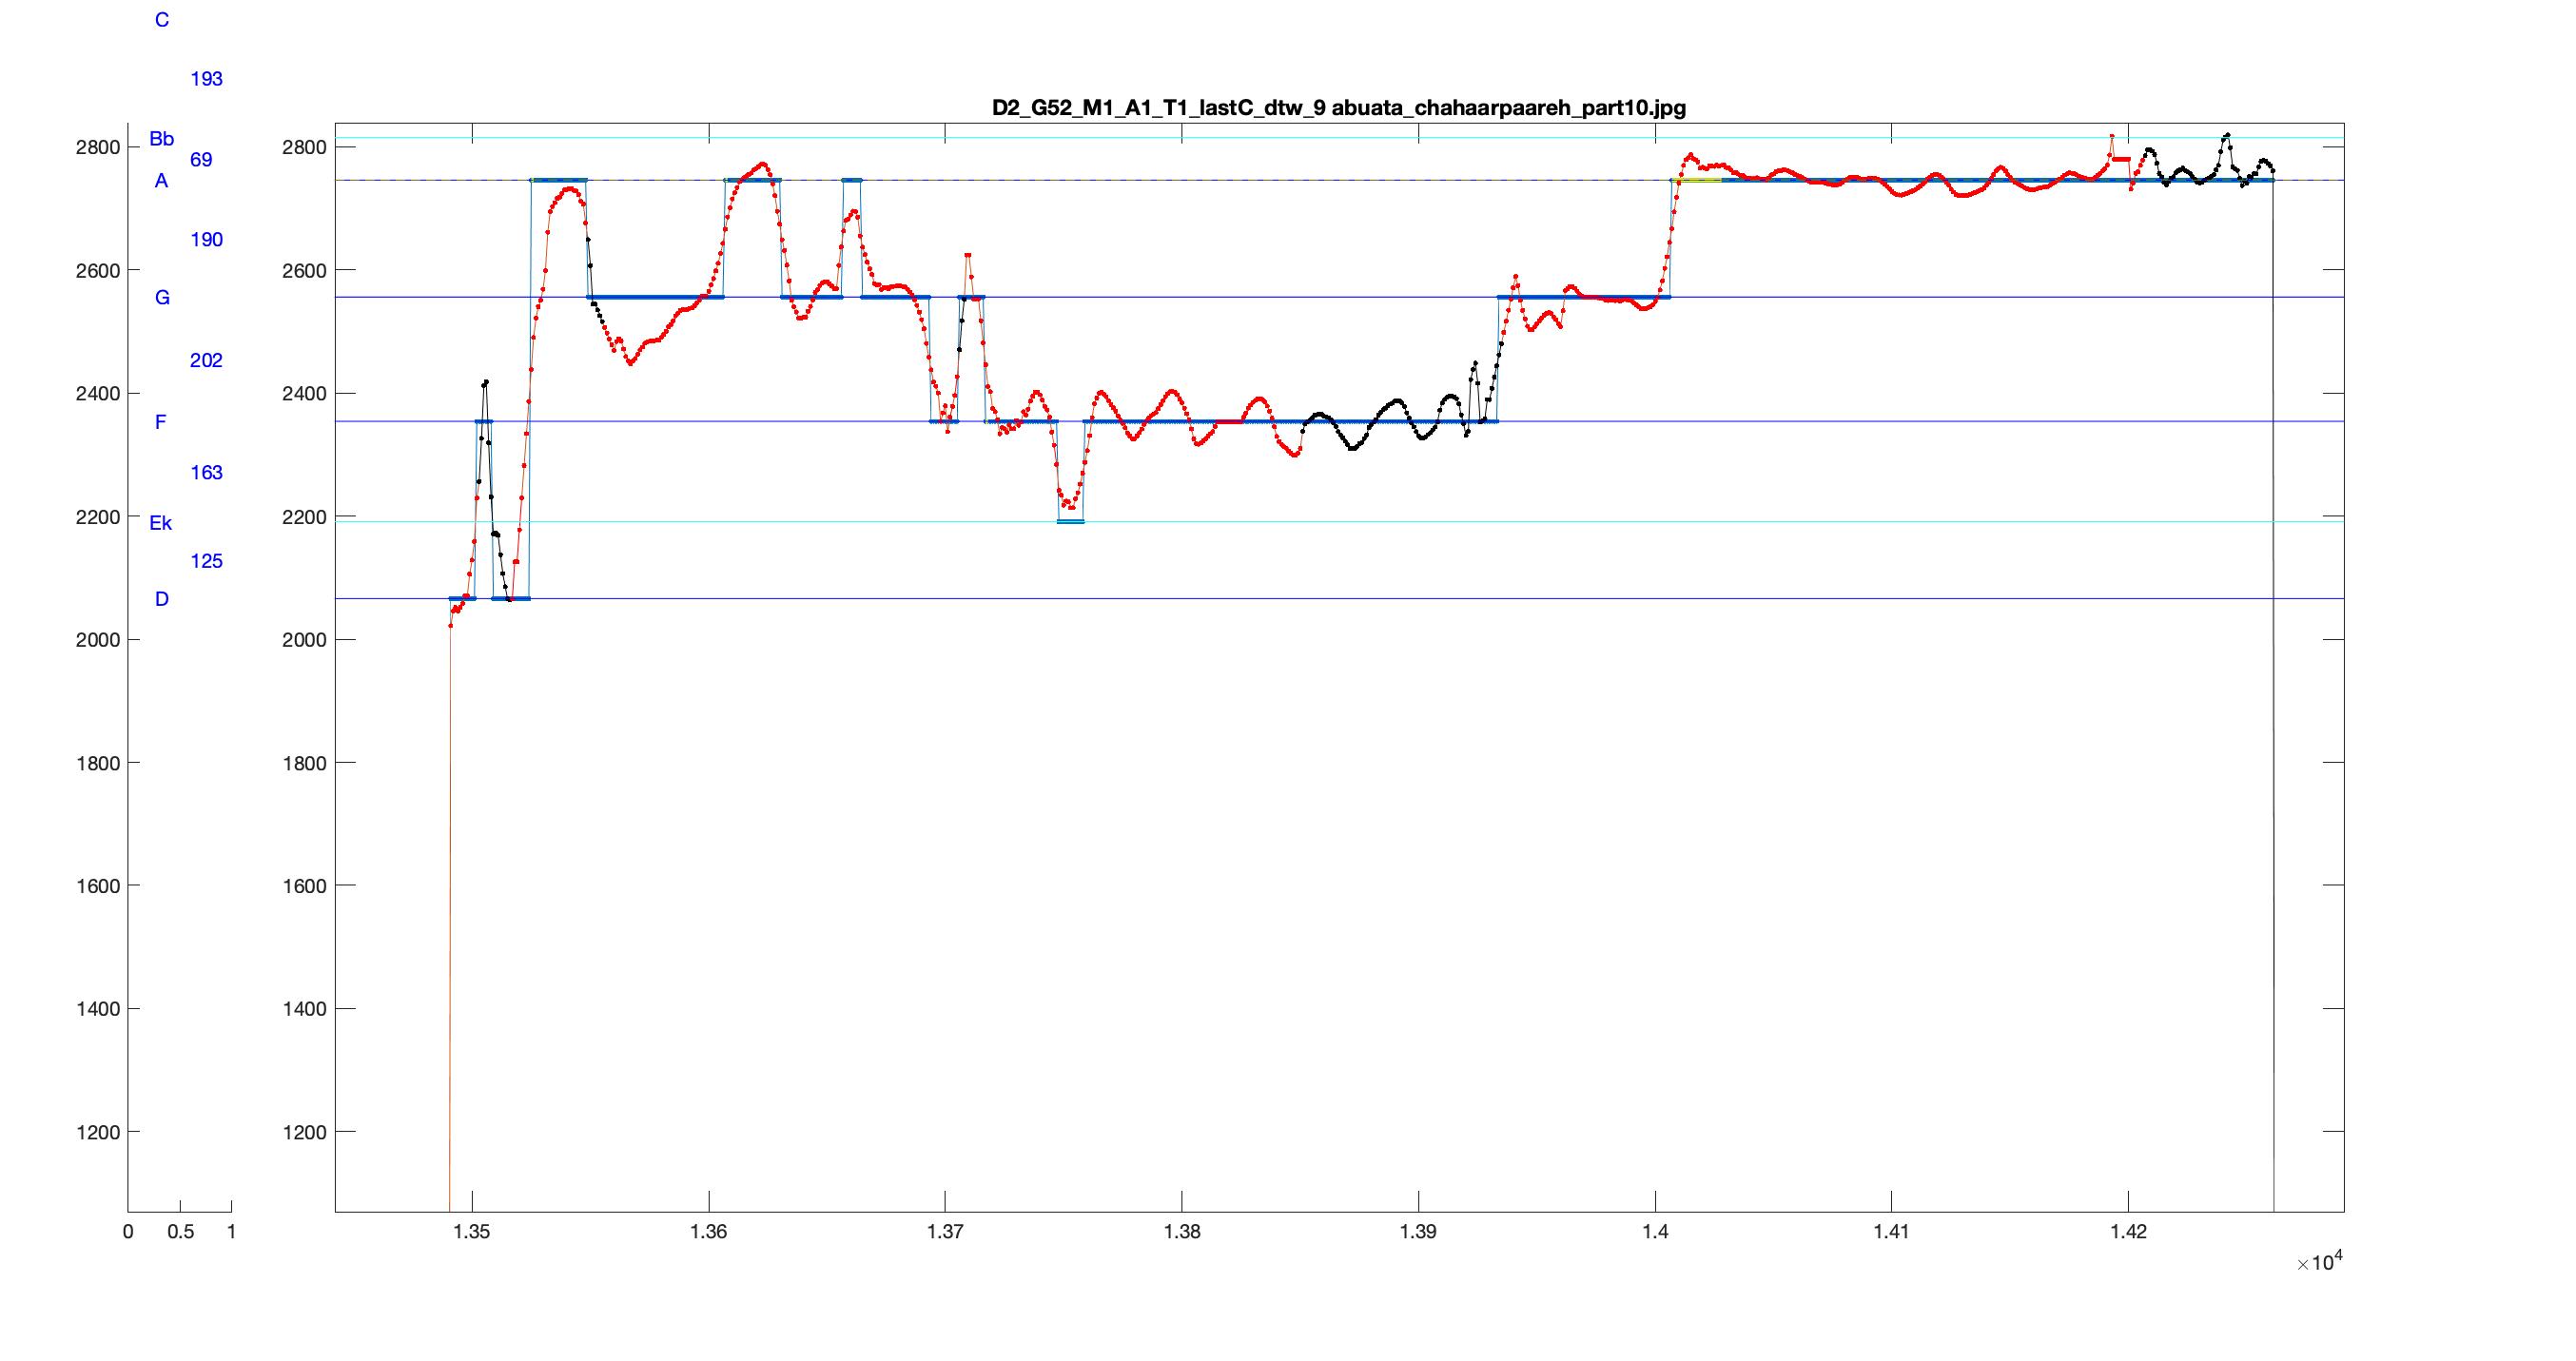 C
193
D2_G52_M1_A1_T1_lastC_dtw_9 abuata_chahaarpaareh_part10.jpg
2800 Bb 2800
69
A
190
2600 2600
G
202
2400 2400
F
163
2200 Ek 2200
125
D
2000 2000
1800 1800
1600 1600
1400 1400
1200 1200
0 0.5 1 1.35 1.36 1.37 1.38 1.39 1.4 1.41 1.42
×10⁴